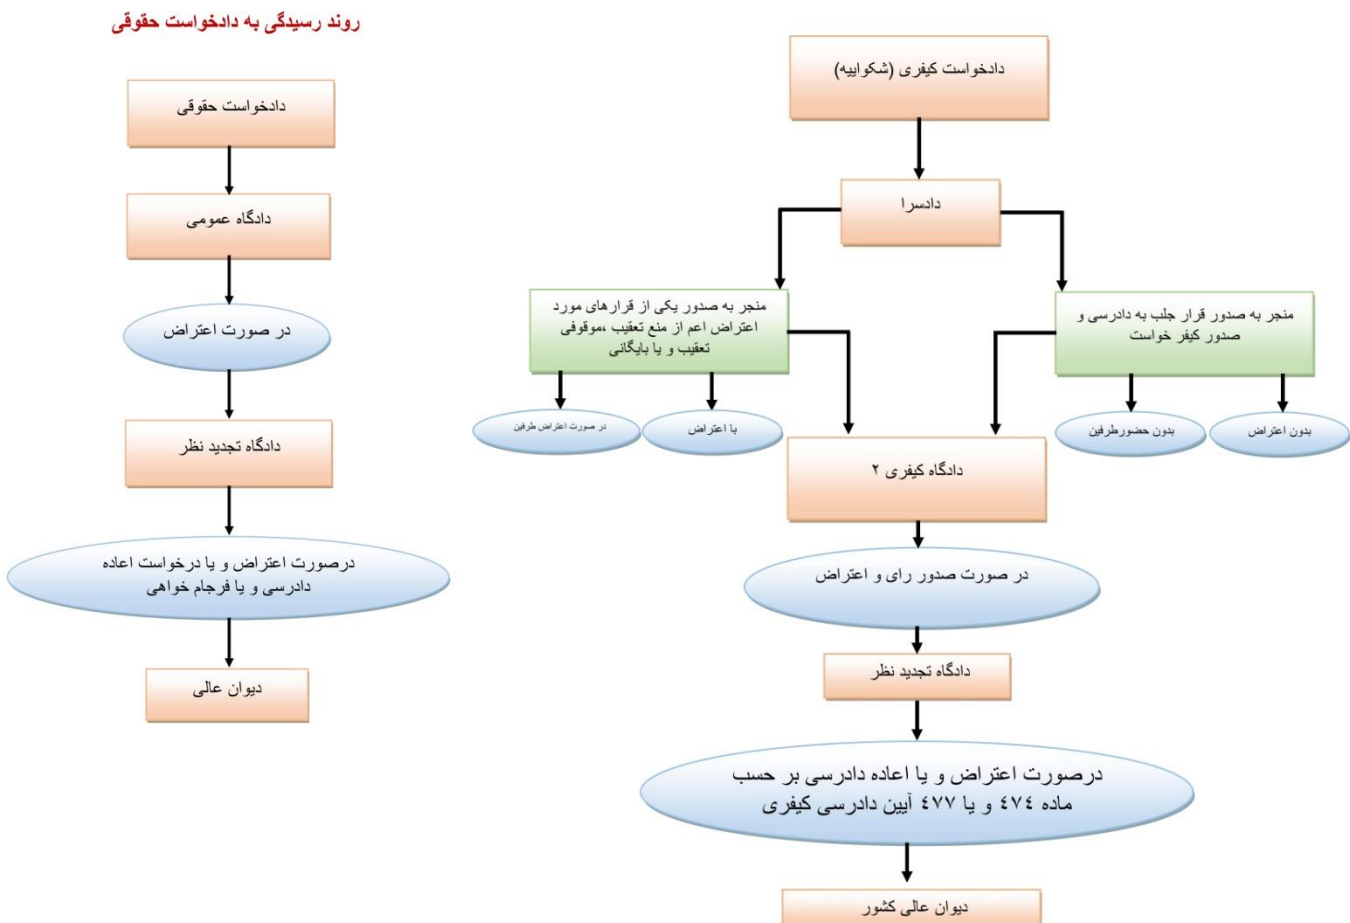 روند رسیدگی به دادخواست حقوقی
دادخواست حقوقی
دادگاه عمومی
در صورت اعتراض
دادگاه تجدید نظر
درصورت اعتراض و یا درخواست اعاده
دادرسی و یا فرجام خواهی
دیوان عالی
دادخواست کیفری (شکواییه)
دادسرا
منجر به صدور قرار جلب به دادرسی و
صدور کیفر خواست
منجر به صدور یکی از قرارهای مورد
اعتراض اعم از منع تعقیب ،موقوفی
تعقیب و یا بایگانی
بدون اعتراض
بدون حضورطرفین
با اعتراض
در صورت اعتراض طرفین
دادگاه کیفری ۲
در صورت صدور رای و اعتراض
دادگاه تجدید نظر
درصورت اعتراض و یا اعاده دادرسی بر حسب
ماده ٤٧٤ و یا ٤٧٧ آیین دادرسی کیفری
دیوان عالی کشور